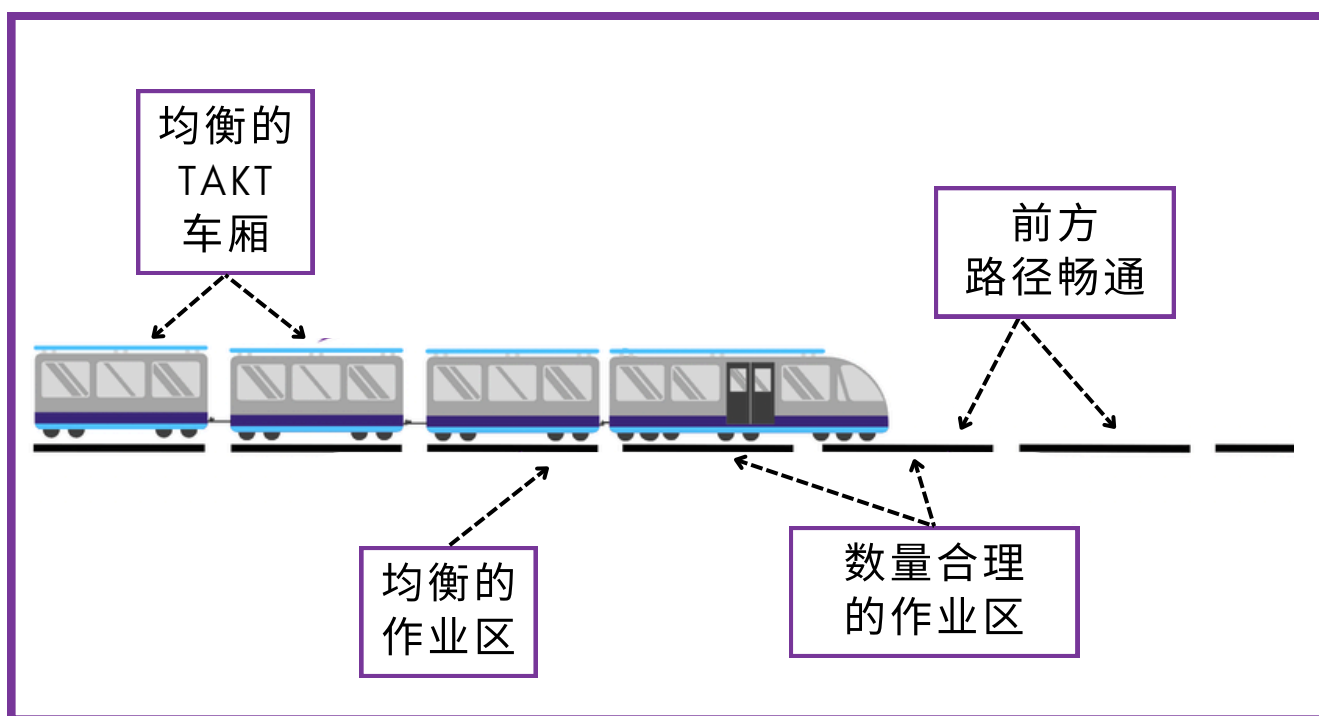 均衡的
TAKT
车厢
前方
路径畅通
均衡的
作业区
数量合理
的作业区